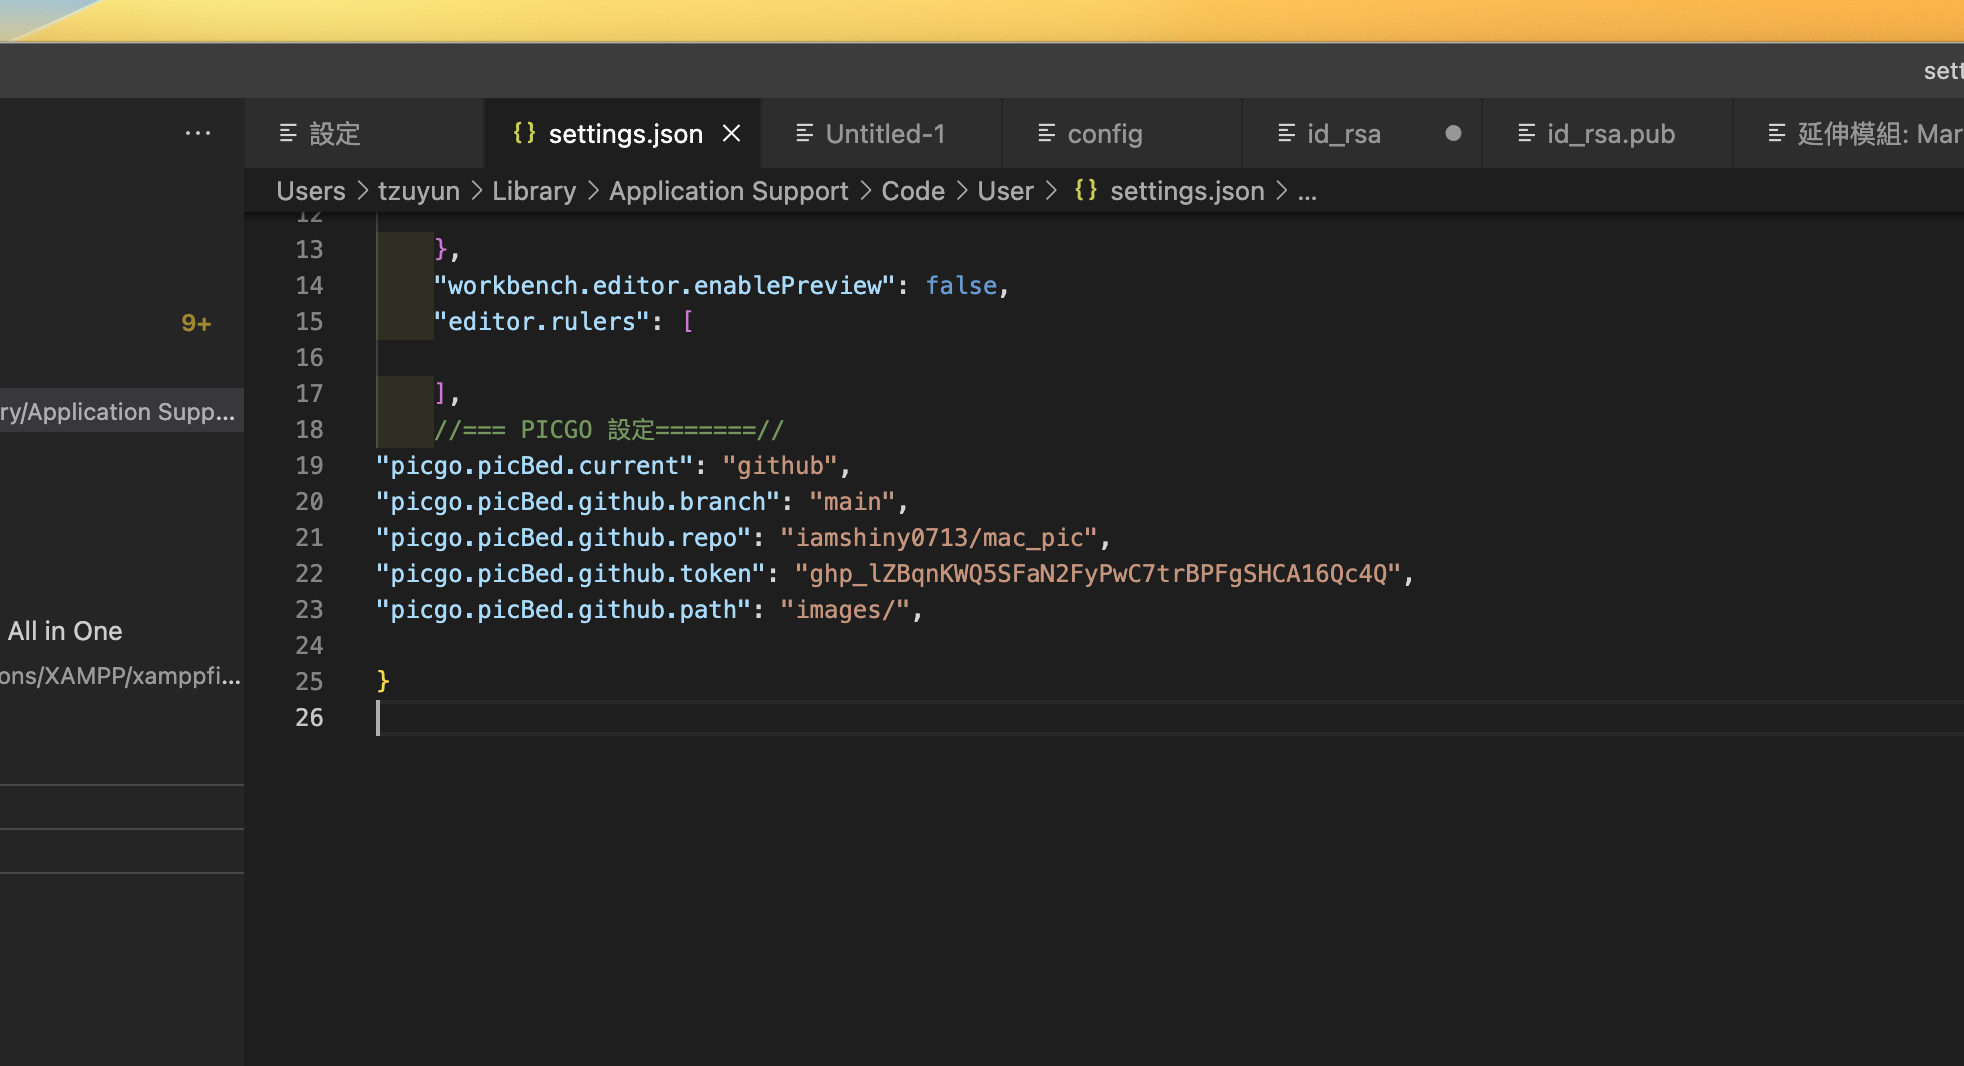 sett
設定
settings.json
Untitled-1
config
id_rsa
id_rsa.pub
延伸模組: Mar
Users > tzuyun > Library > Application Support > Code > User > {} settings.json > ...
12
13 },
14 "workbench.editor.enablePreview": false,
9+
15 "editor.rulers": [
16
17 ],
ry/Application Supp...
18 //=== PICGO 設定=======//
19 "picgo.picBed.current": "github",
20 "picgo.picBed.github.branch": "main",
21 "picgo.picBed.github.repo": "iamshiny0713/mac_pic",
22 "picgo.picBed.github.token": "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",
23 "picgo.picBed.github.path": "images/",
24
All in One
ons/XAMPP/xamppfi...
25 }
26